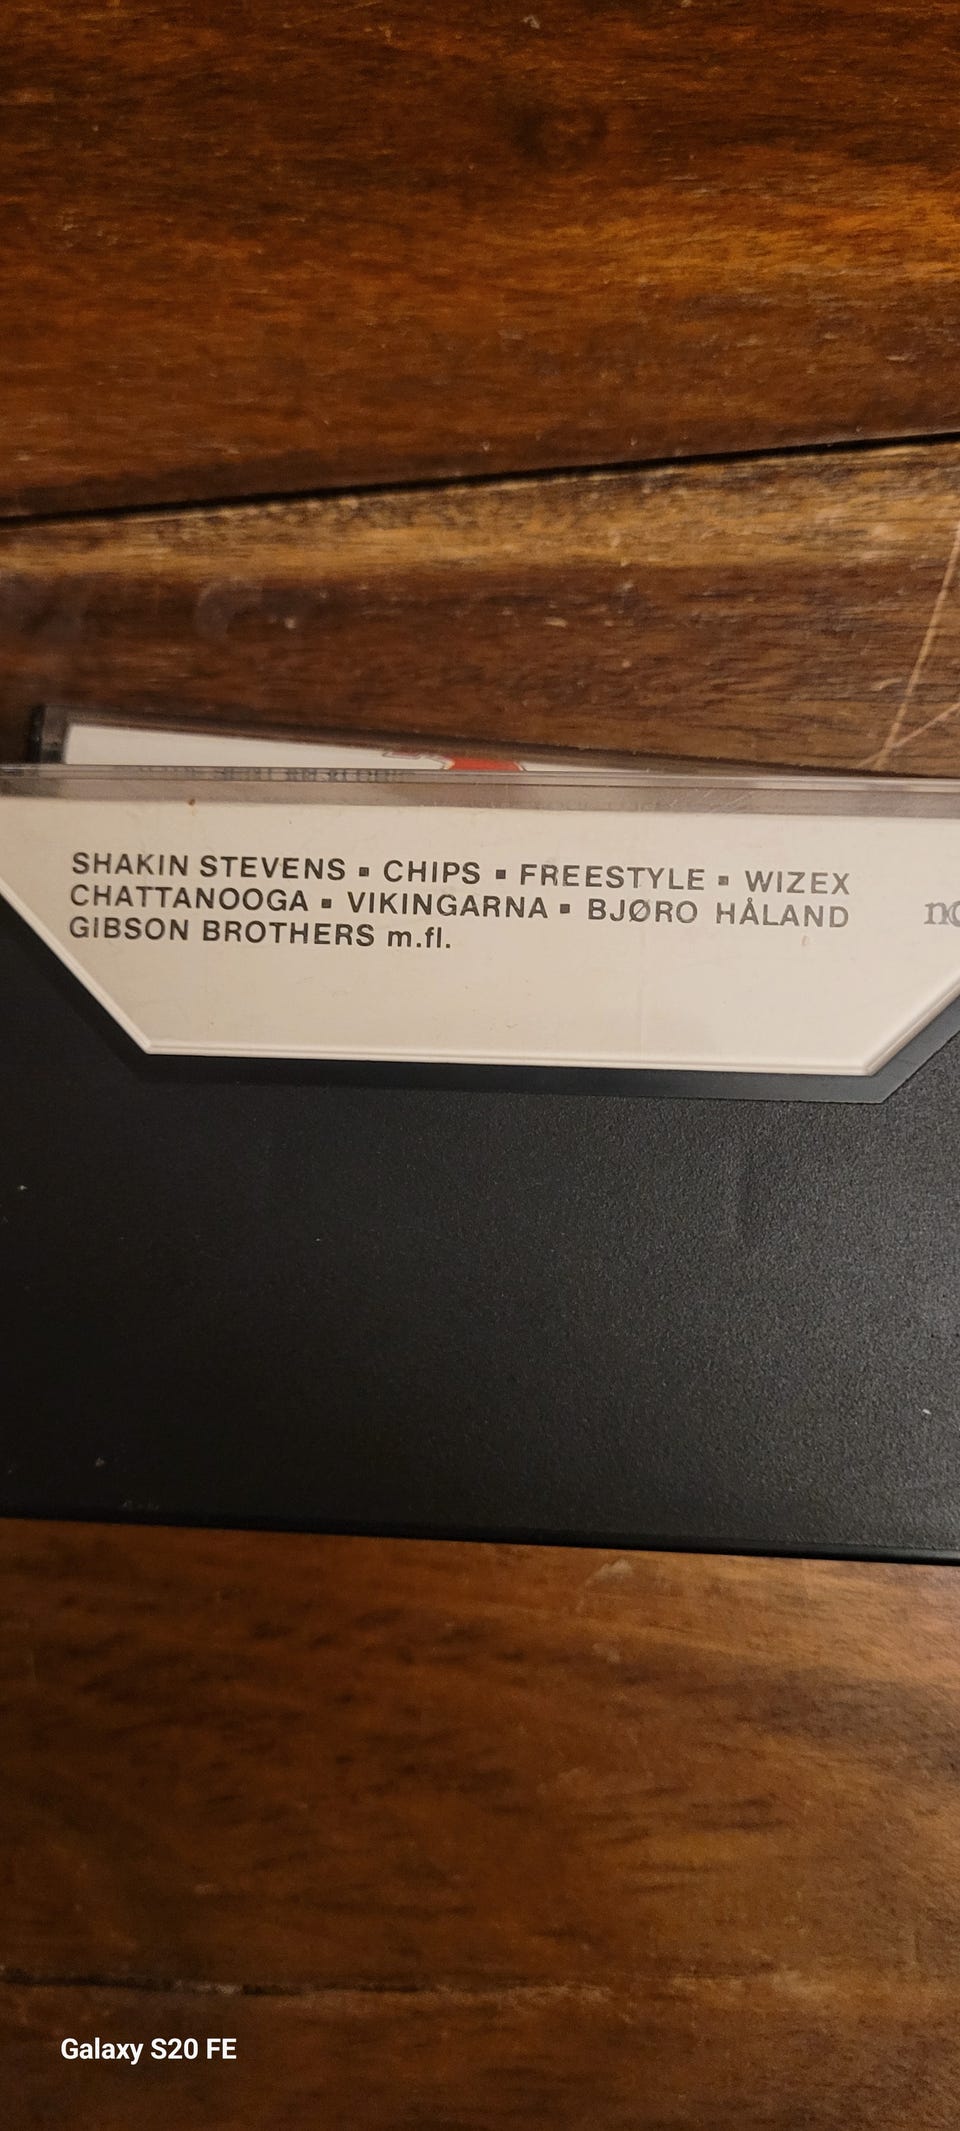 SHAKIN STEVENS ▪ CHIPS ▪ FREESTYLE ▪ WIZEX
CHATTANOOGA ▪ VIKINGARNA ▪ BJØRO HÅLAND
GIBSON BROTHERS m.fl.
Galaxy S20 FE